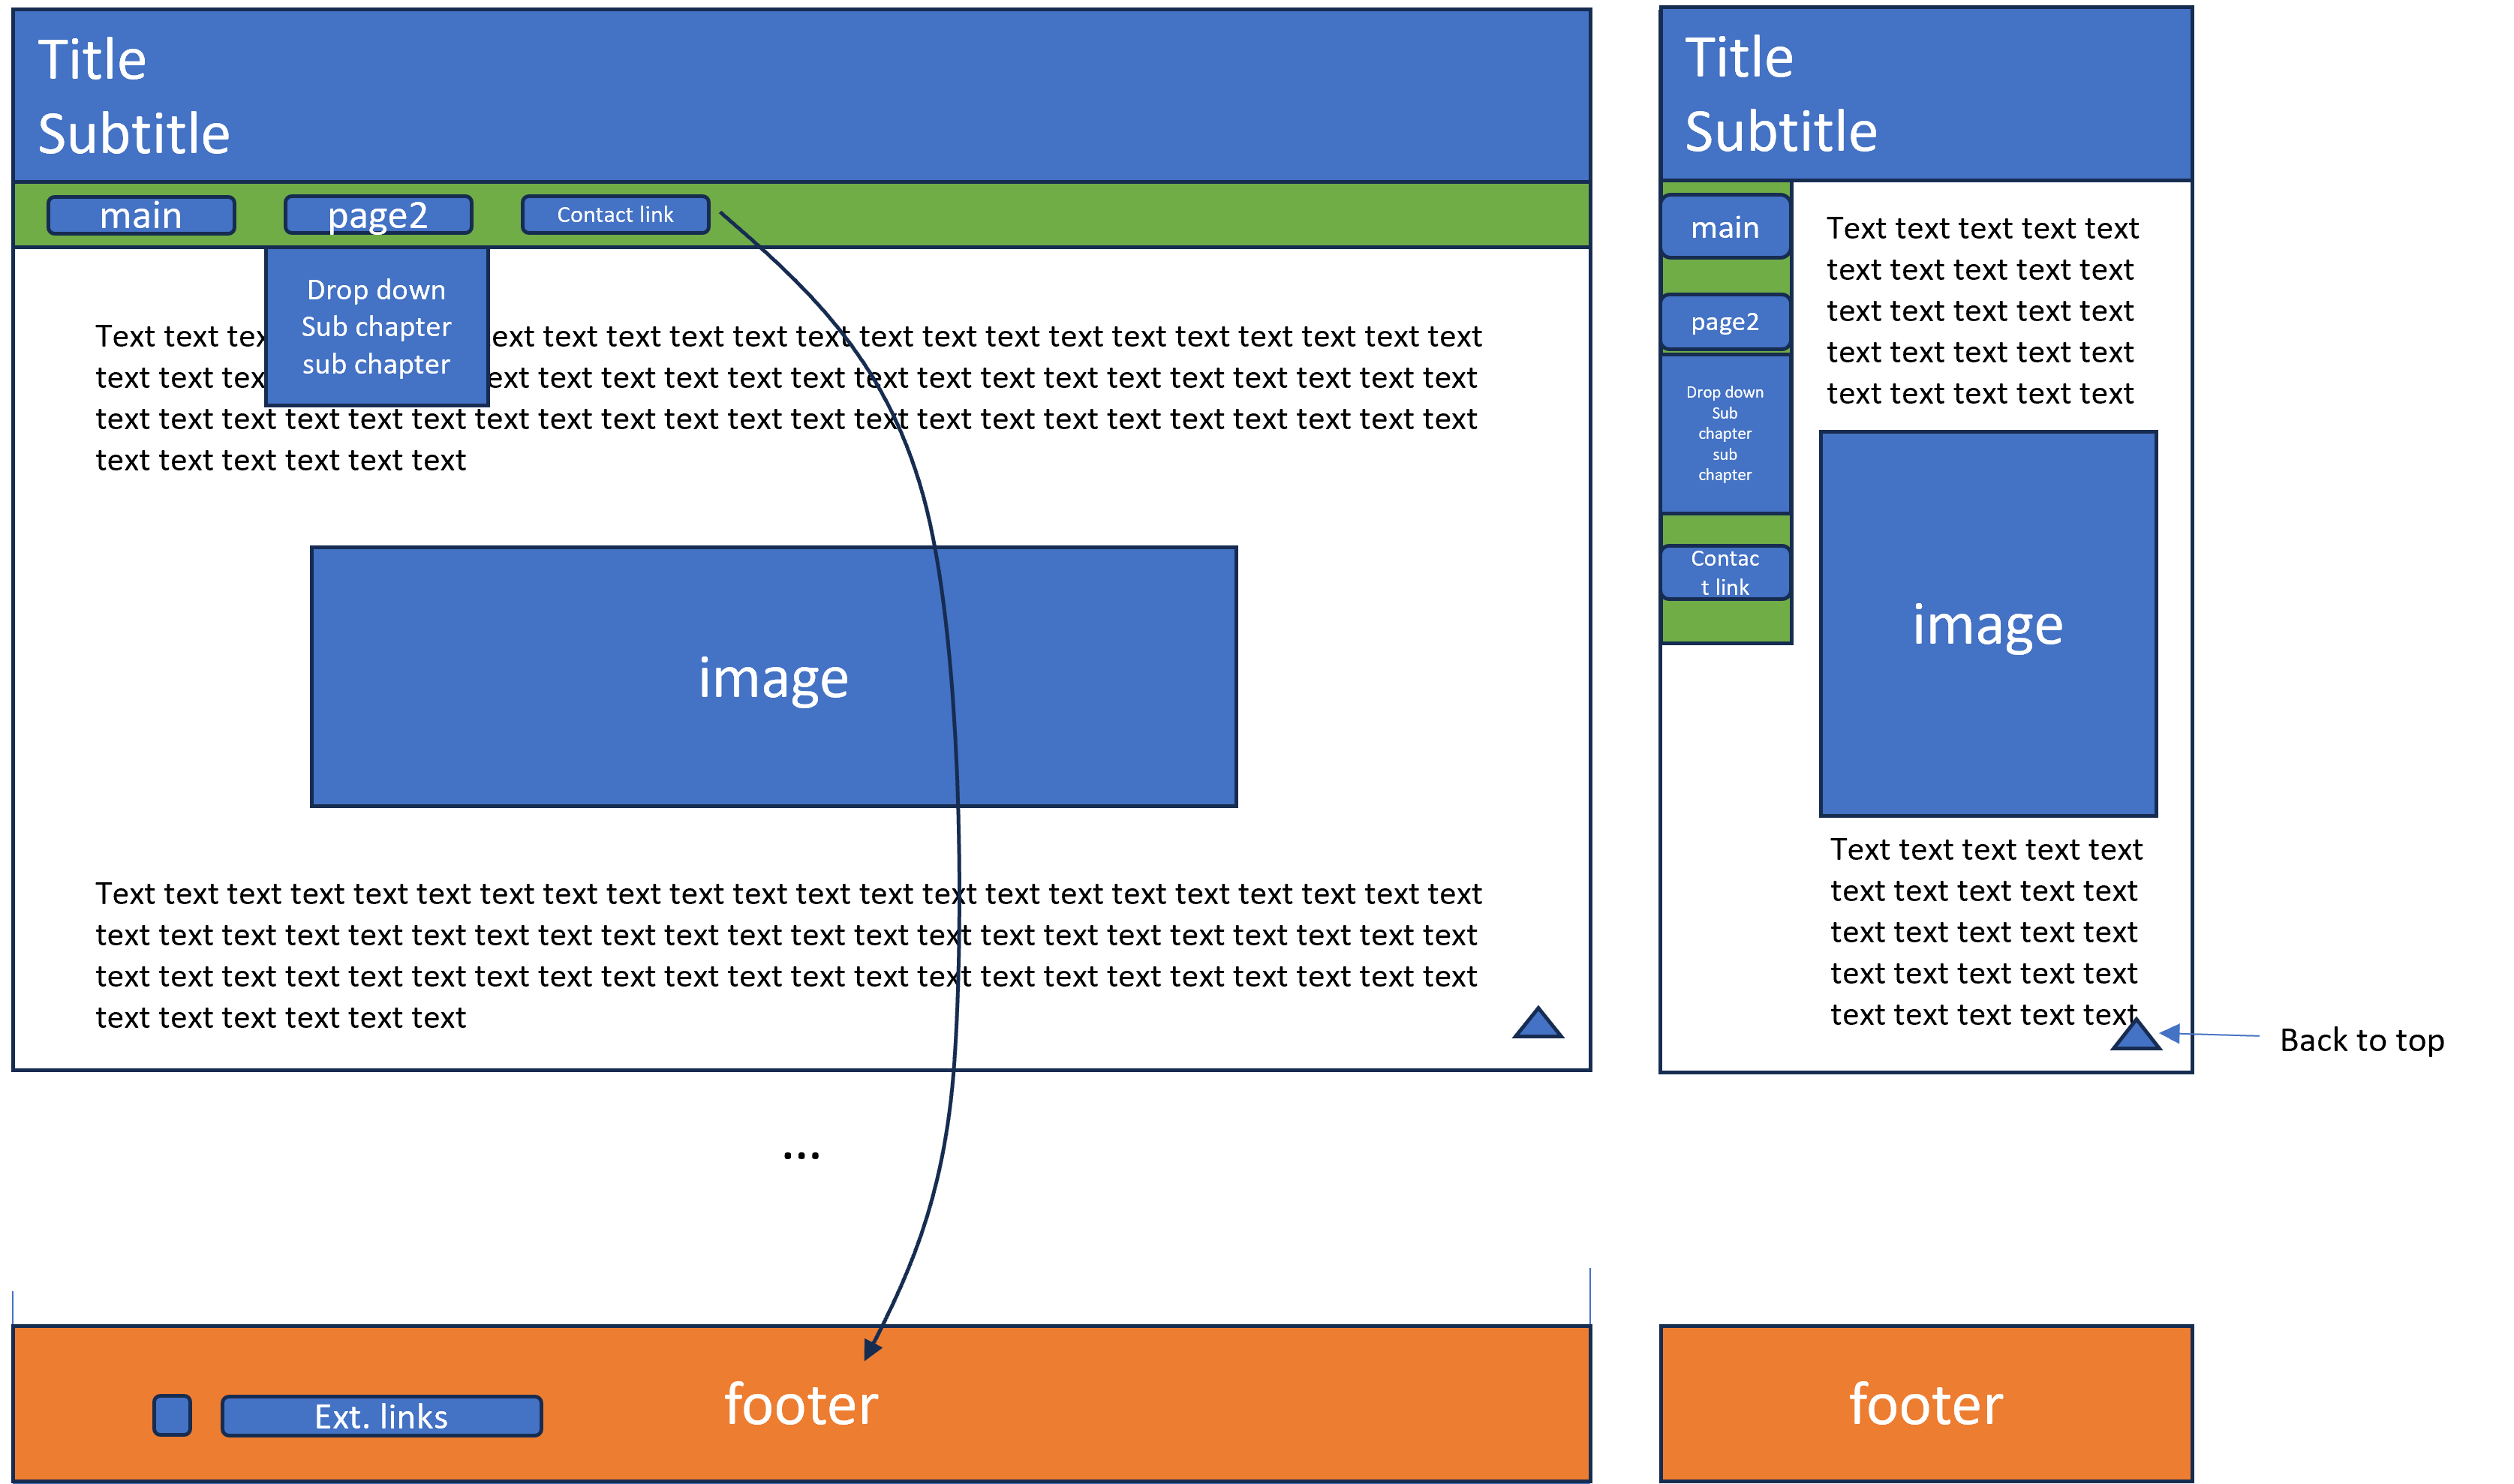 Title
Subtitle
main
page2
Contact link
Drop down
Sub chapter
sub chapter
Text text tex ext text text text text text text text text text text text text text text text
text text tex ext text text text text text text text text text text text text text text text
text text text text text text text text text text text text text text text text text text text text text text
text text text text text text
image
Text text text text text text text text text text text text text text text text text text text text text text
text text text text text text text text text text text text text text text text text text text text text text
text text text text text text text text text text text text text text text text text text text text text text
text text text text text text
...
Ext. links
footer
Title
Subtitle
main
page2
Drop down
Sub
chapter
sub
chapter
Contac
t link
Text text text text text
text text text text text
text text text text text
text text text text text
text text text text text
image
Text text text text text
text text text text text
text text text text text
text text text text text
text text text text text
Back to top
footer